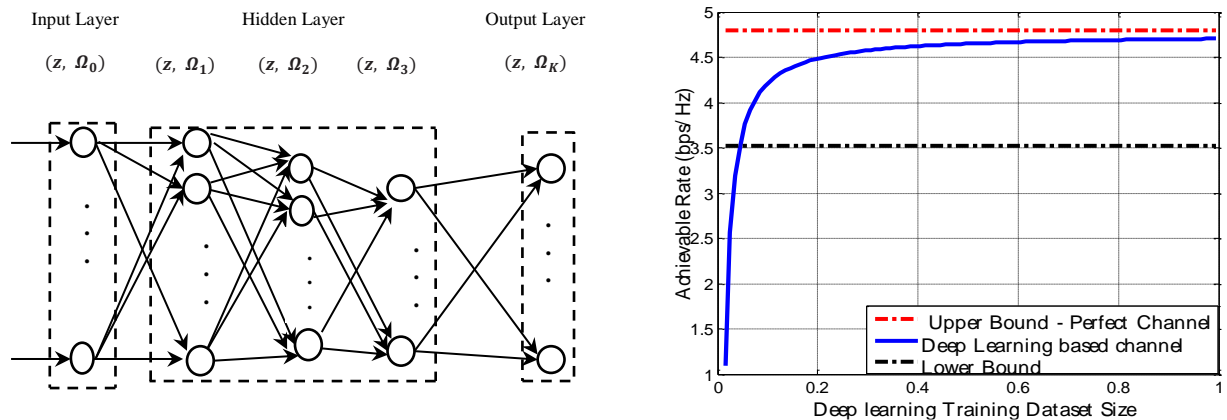 Input Layer Hidden Layer Output Layer
(z, Ω₀) (z, Ω₁) (z, Ω₂) (z, Ω₃) (z, Ω_K)
Achievable Rate (bps/ Hz)
5
4.5
4
3.5
3
2.5
2
1.5
1
Upper Bound - Perfect Channel
Deep Learning based channel
Lower Bound
0 0.2 0.4 0.6 0.8 1
Deep learning Training Dataset Size